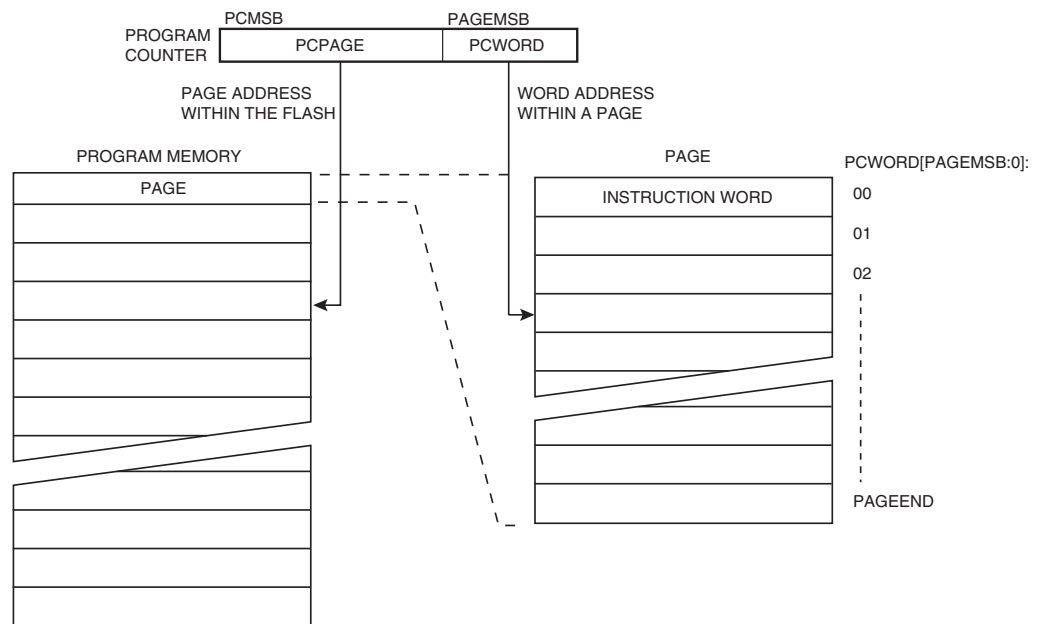 PCMSB
PAGEMSB
PROGRAM
COUNTER
PCPAGE
PCWORD
PAGE ADDRESS
WITHIN THE FLASH
WORD ADDRESS
WITHIN A PAGE
PROGRAM MEMORY
PAGE
PAGE
INSTRUCTION WORD
PCWORD[PAGEMSB:0]:
00
01
02
PAGEEND